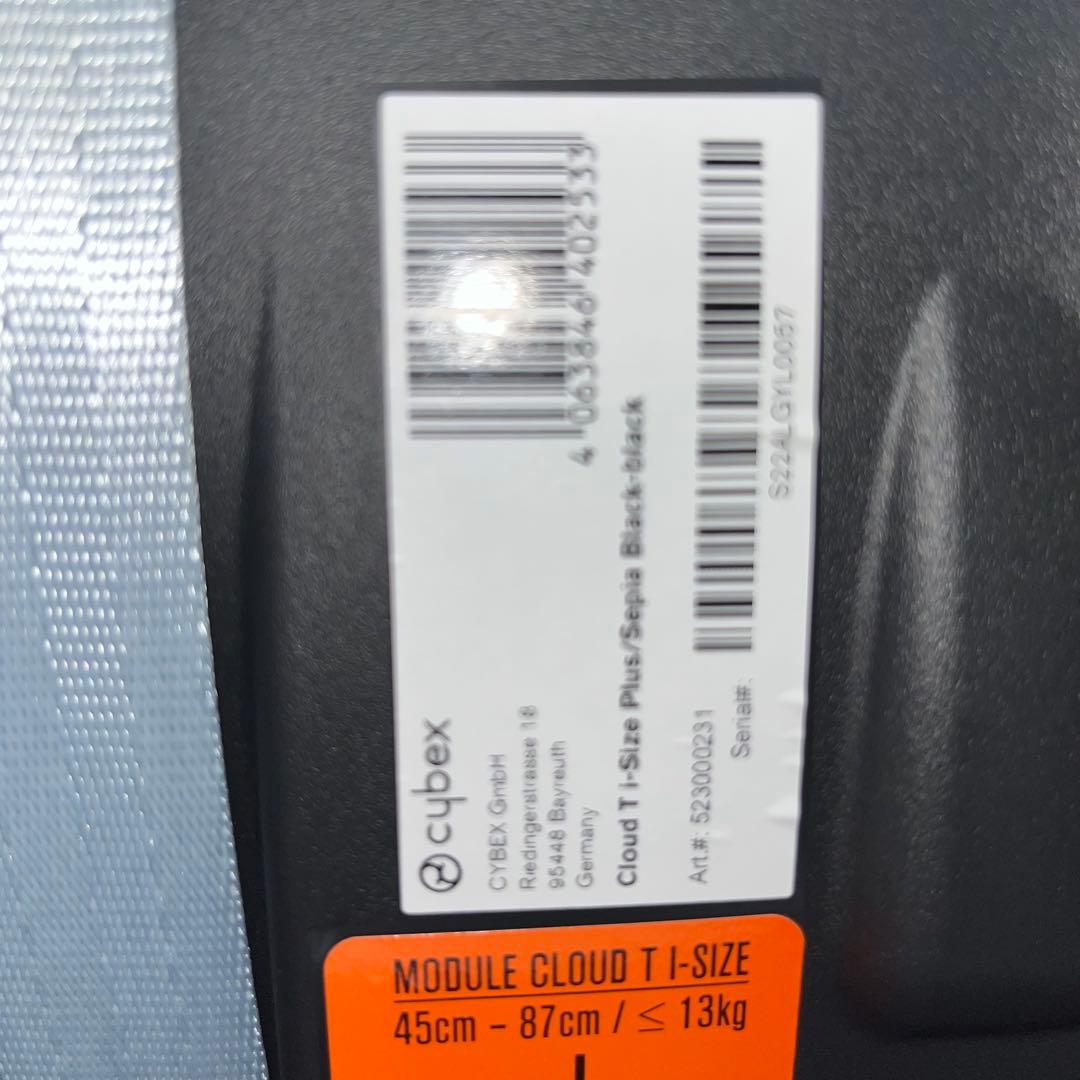 cybex
CYBEX GmbH
Riedingerstrasse 18
95448 Bayreuth
Germany
4 063846 402533
Cloud T i-Size Plus/Sepia Black-black
Art.#: 523000231
Serial#:
S22ALGYL0057
MODULE CLOUD T I-SIZE
45cm – 87cm / ≤ 13kg